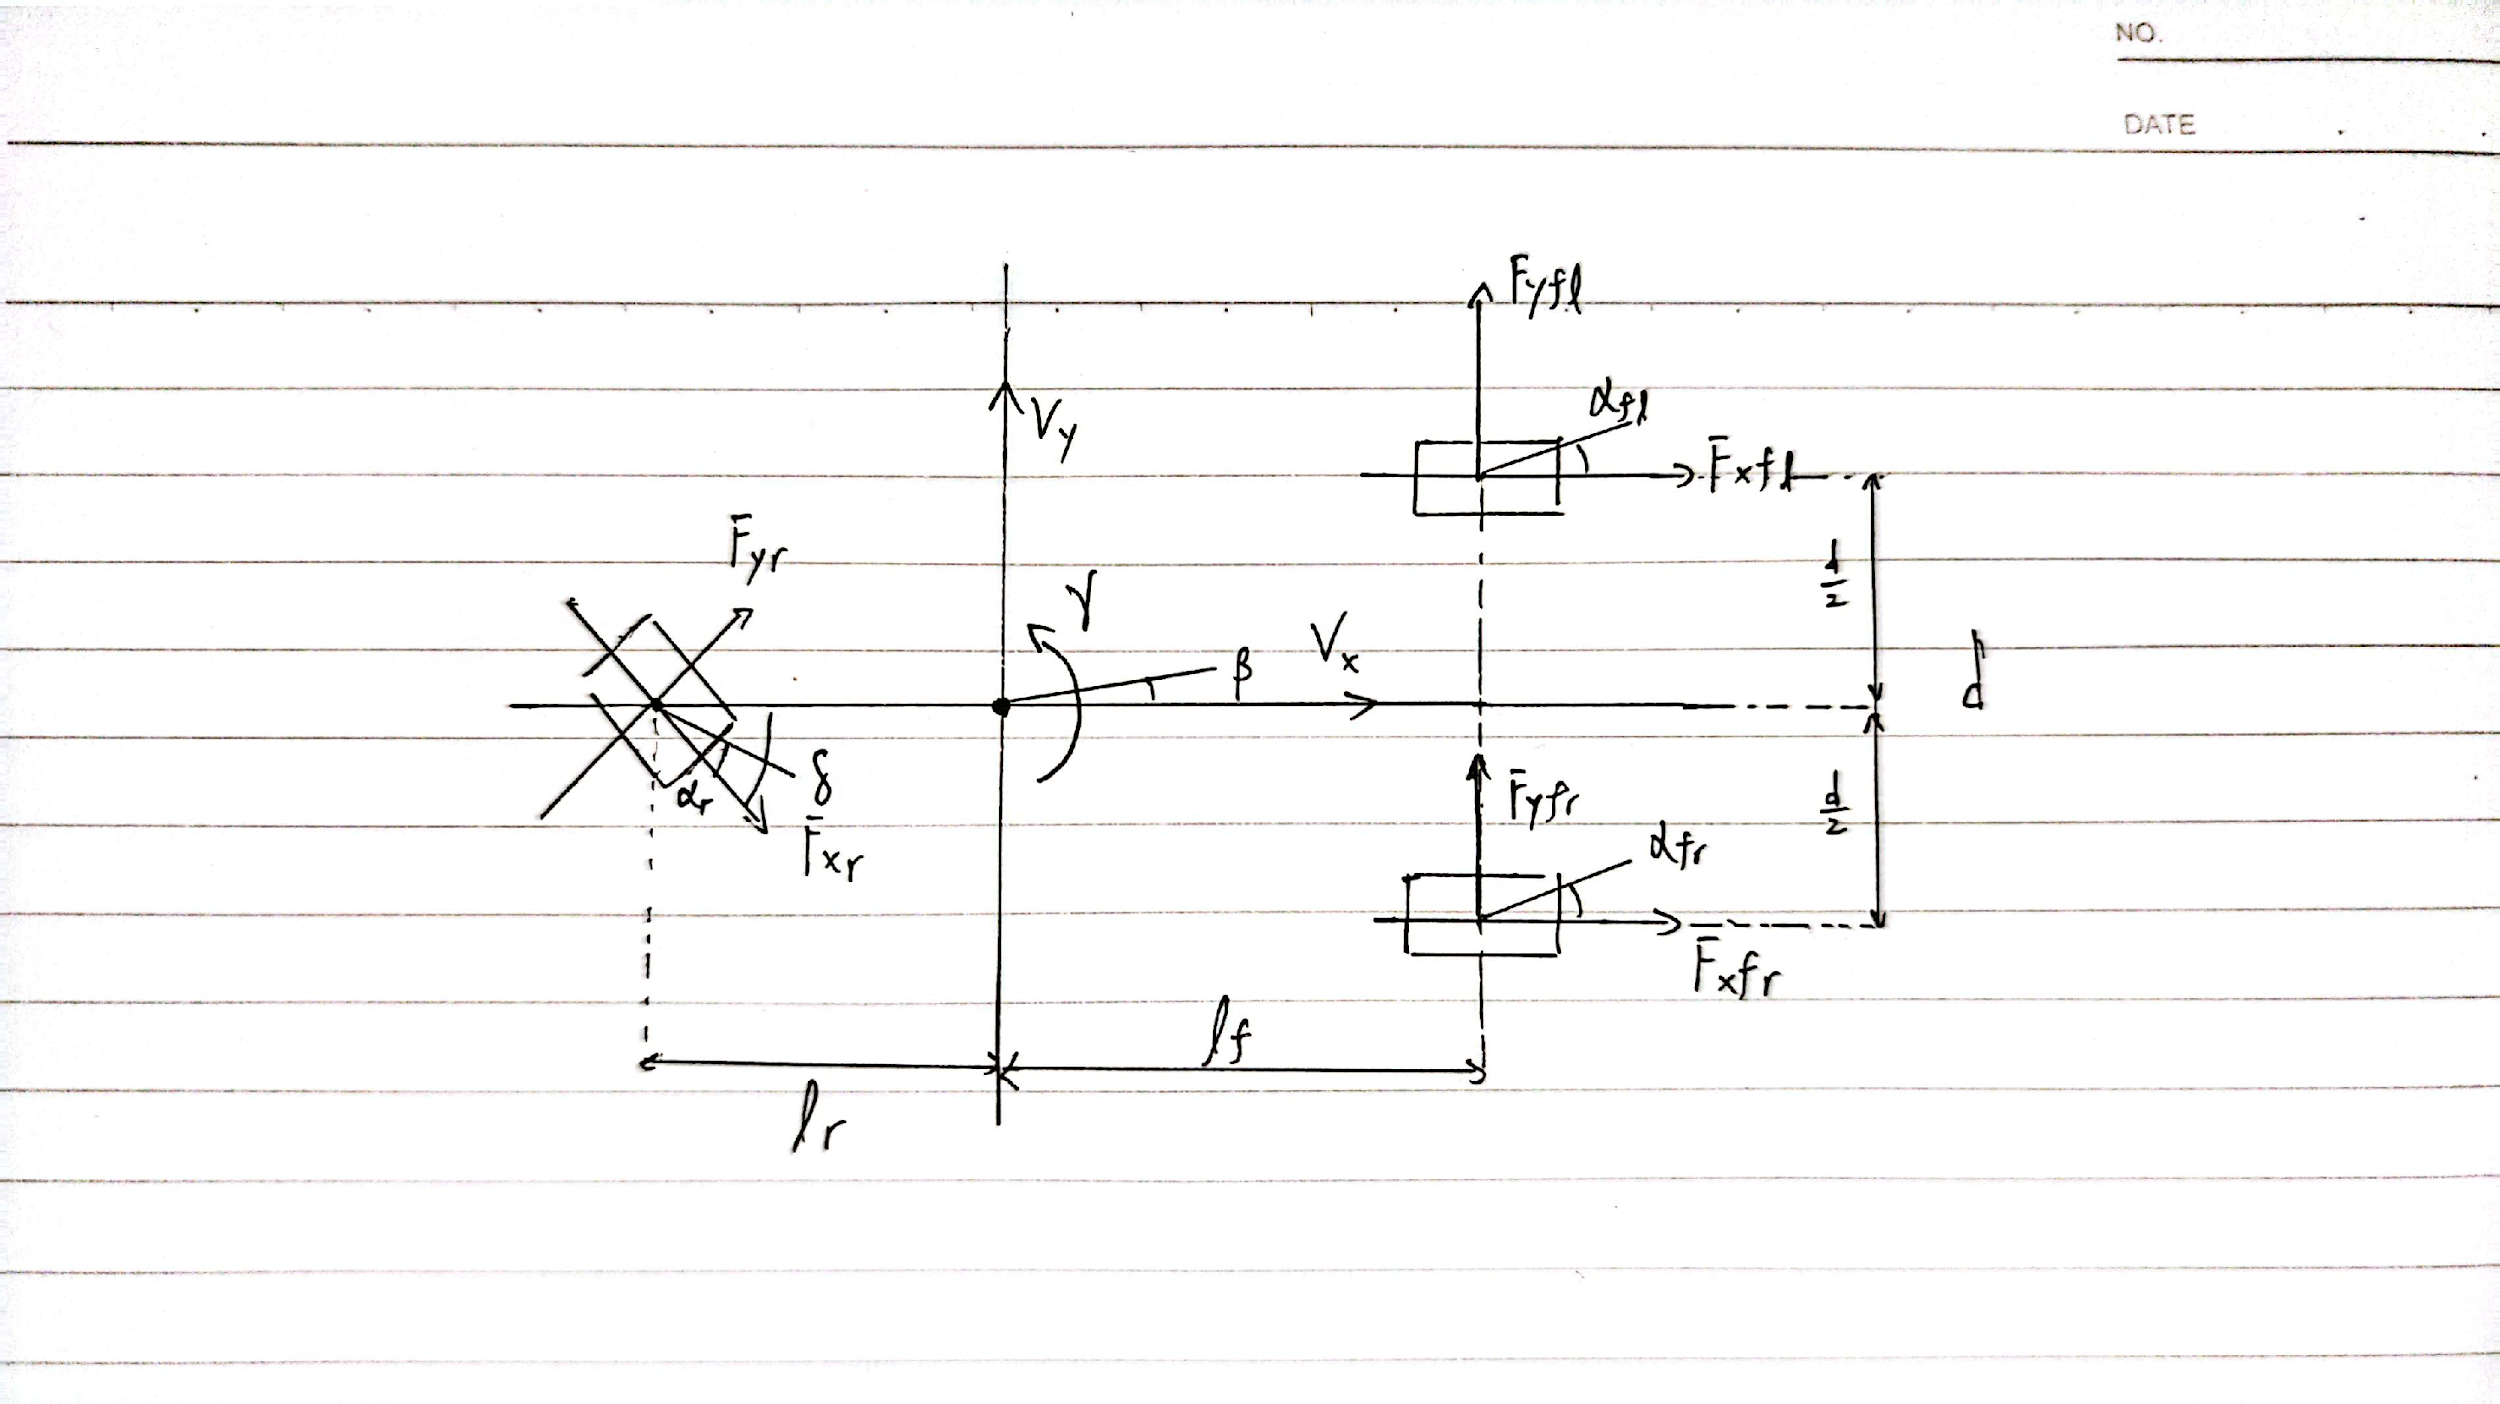 NO.
DATE
Fyfl
αfl
Vy
Fxfl
Fyr
d/2
γ
Vx
β
d
δ
Fyfr
αr
d/2
Fxr
αfr
Fxfr
lf
lr